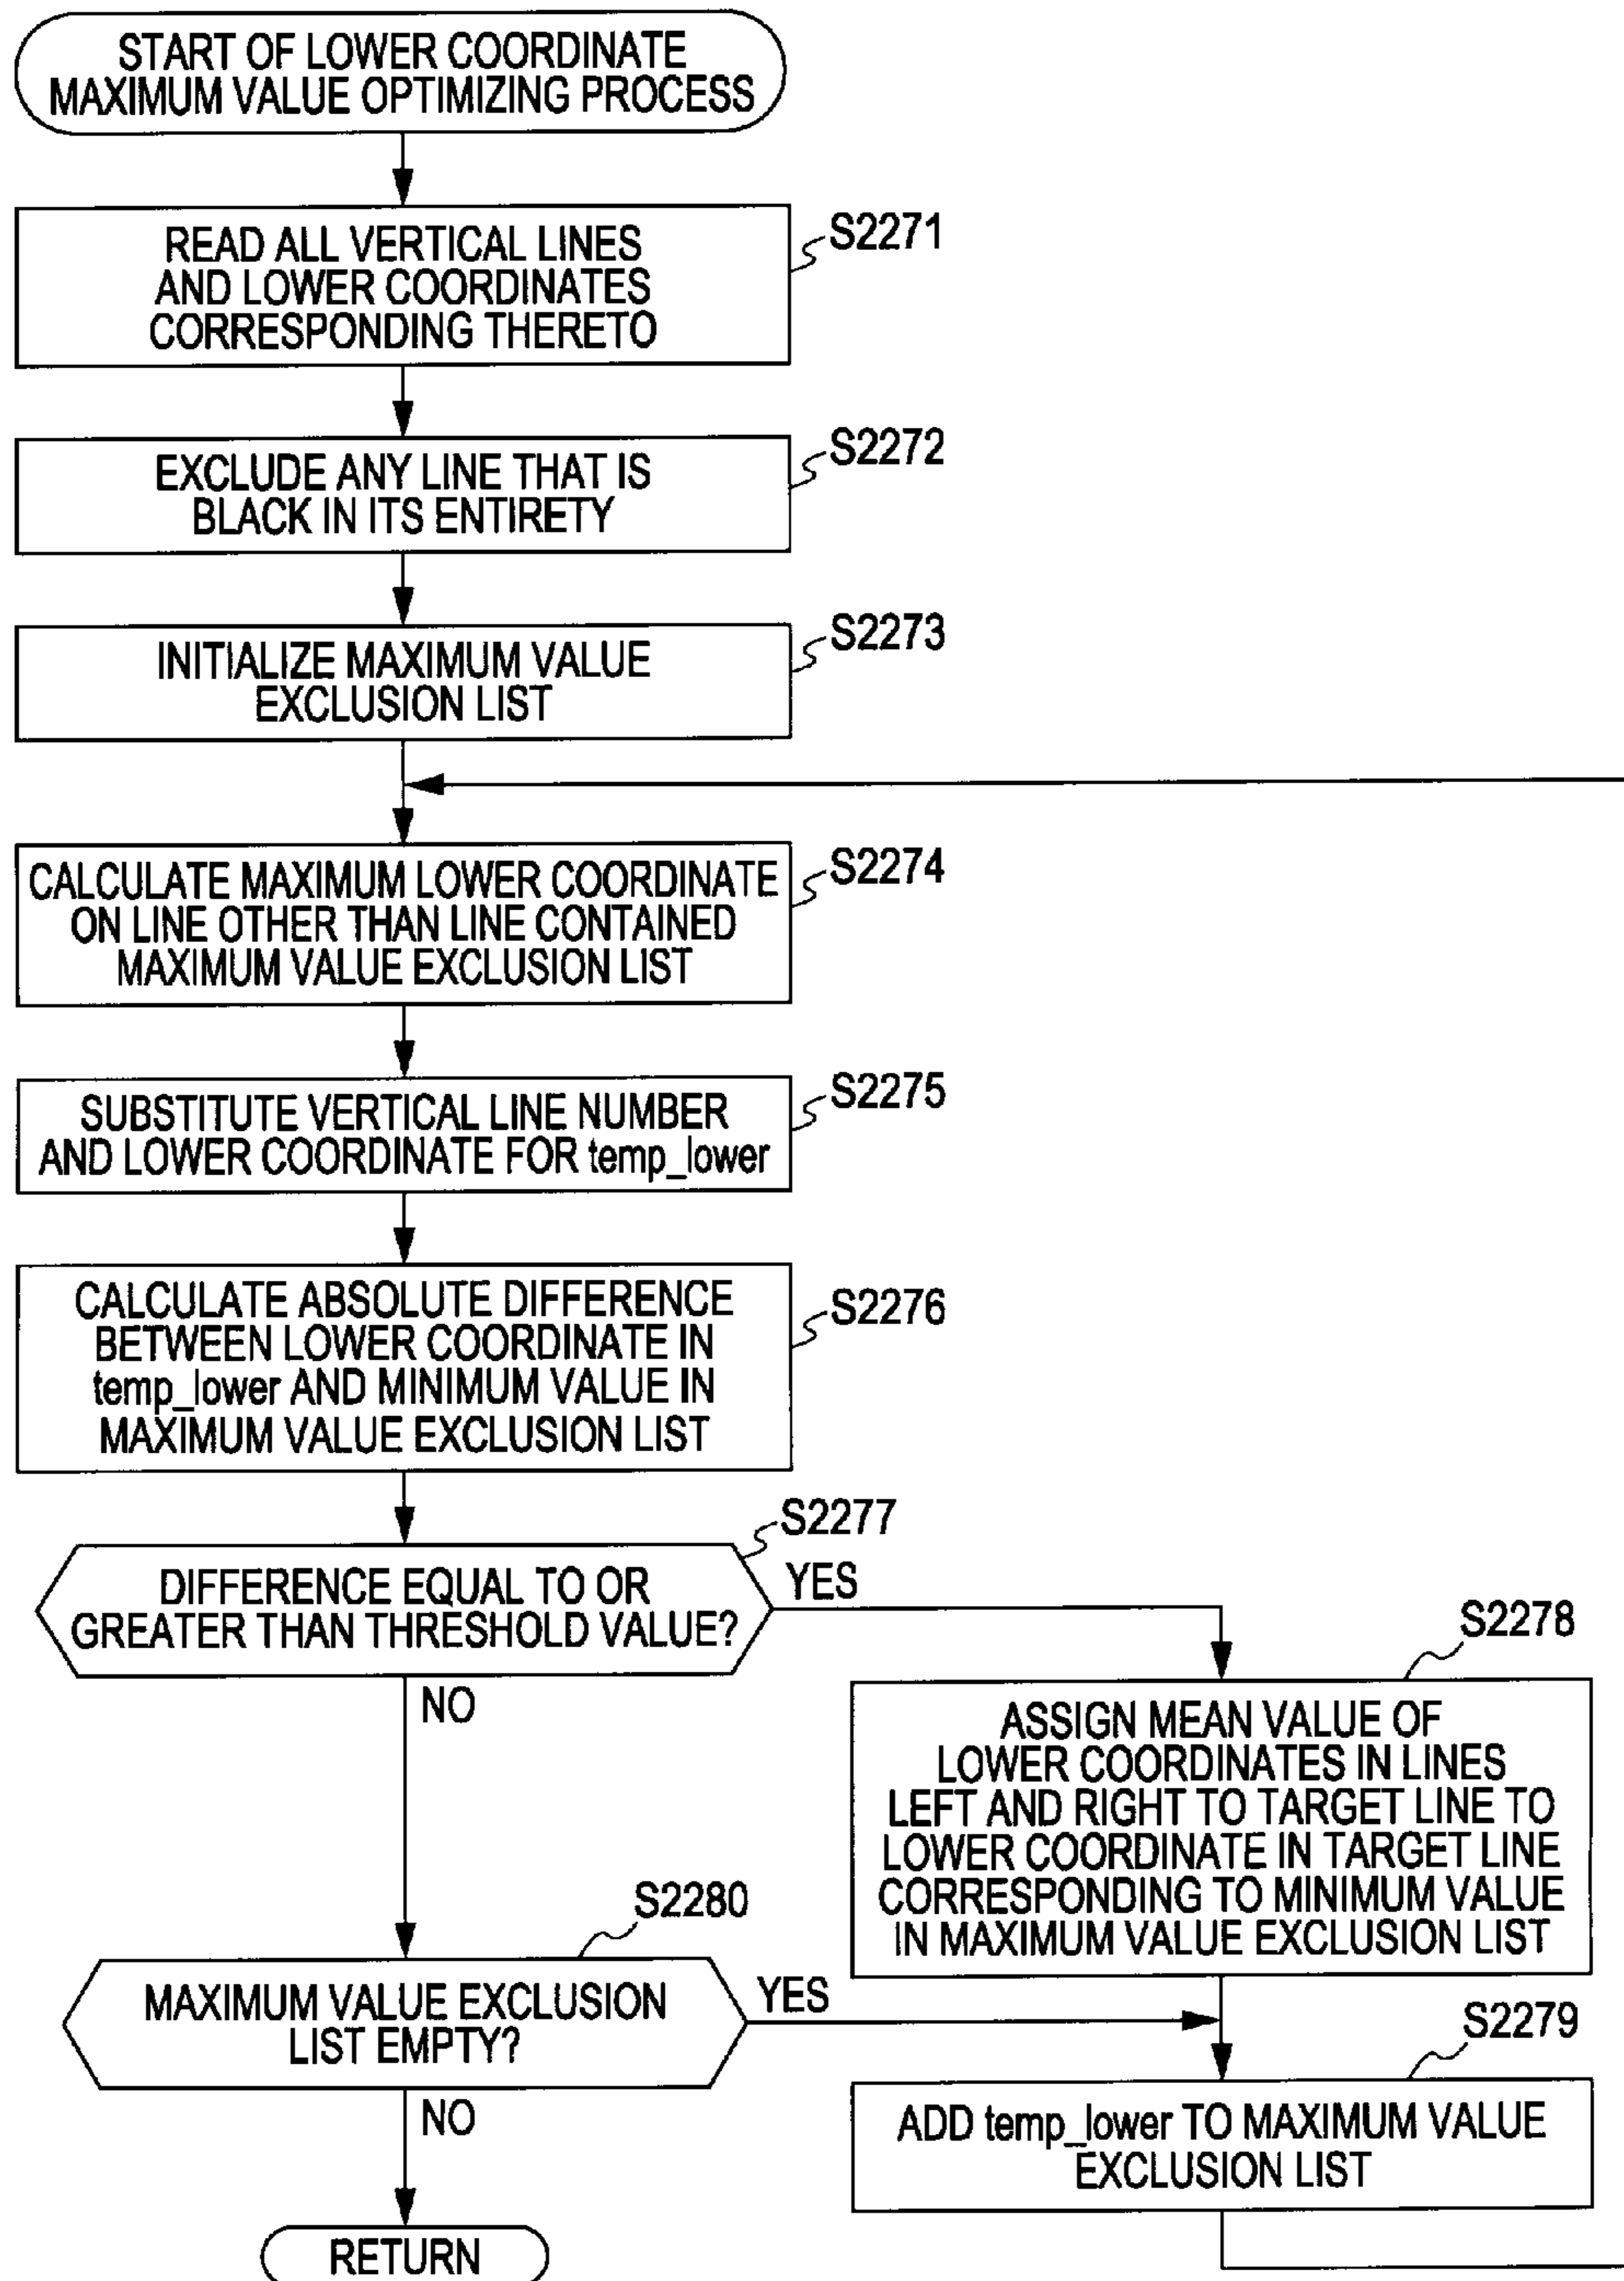 START OF LOWER COORDINATE
MAXIMUM VALUE OPTIMIZING PROCESS
S2271
READ ALL VERTICAL LINES
AND LOWER COORDINATES
CORRESPONDING THERETO
S2272
EXCLUDE ANY LINE THAT IS
BLACK IN ITS ENTIRETY
S2273
INITIALIZE MAXIMUM VALUE
EXCLUSION LIST
S2274
CALCULATE MAXIMUM LOWER COORDINATE
ON LINE OTHER THAN LINE CONTAINED
MAXIMUM VALUE EXCLUSION LIST
S2275
SUBSTITUTE VERTICAL LINE NUMBER
AND LOWER COORDINATE FOR temp_lower
S2276
CALCULATE ABSOLUTE DIFFERENCE
BETWEEN LOWER COORDINATE IN
temp_lower AND MINIMUM VALUE IN
MAXIMUM VALUE EXCLUSION LIST
S2277
DIFFERENCE EQUAL TO OR
GREATER THAN THRESHOLD VALUE?
YES
NO
S2278
ASSIGN MEAN VALUE OF
LOWER COORDINATES IN LINES
LEFT AND RIGHT TO TARGET LINE TO
LOWER COORDINATE IN TARGET LINE
CORRESPONDING TO MINIMUM VALUE
IN MAXIMUM VALUE EXCLUSION LIST
S2280
MAXIMUM VALUE EXCLUSION
LIST EMPTY?
YES
NO
S2279
ADD temp_lower TO MAXIMUM VALUE
EXCLUSION LIST
RETURN